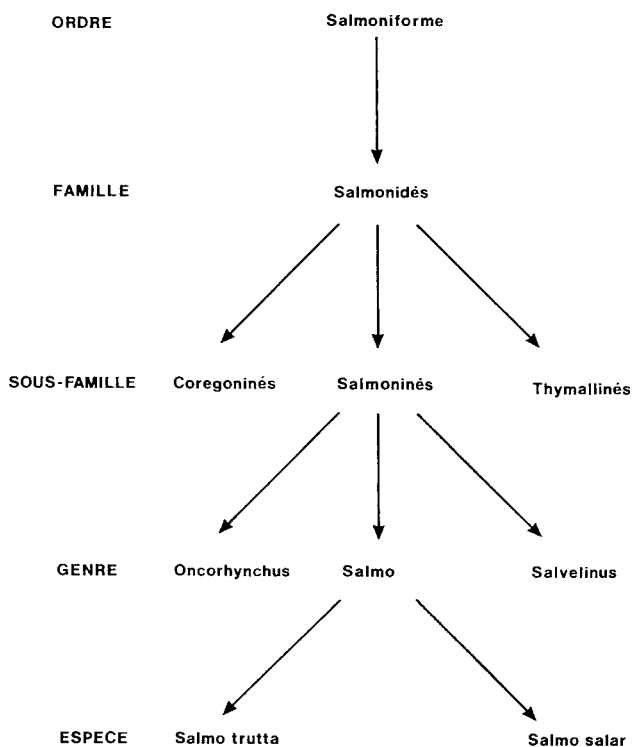 ORDRE Salmoniforme
FAMILLE Salmonidés
SOUS-FAMILLE Coregoninés Salmoninés Thymallinés
GENRE Oncorhynchus Salmo Salvelinus
ESPECE Salmo trutta Salmo salar